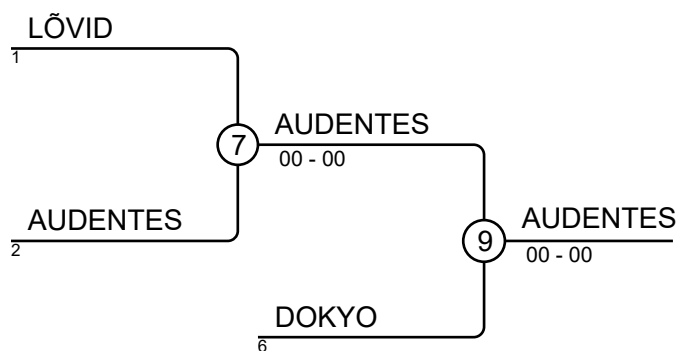 LÕVID
1
7
AUDENTES
00 - 00
AUDENTES
2
9
AUDENTES
00 - 00
DOKYO
6